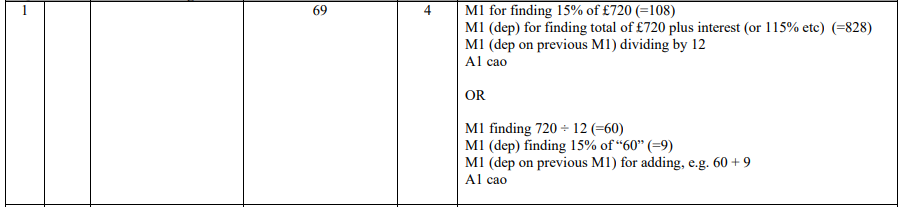 1 69 4 M1 for finding 15% of £720 (=108)
M1 (dep) for finding total of £720 plus interest (or 115% etc) (=828)
M1 (dep on previous M1) dividing by 12
A1 cao
OR
M1 finding 720 ÷ 12 (=60)
M1 (dep) finding 15% of “60” (=9)
M1 (dep on previous M1) for adding, e.g. 60 + 9
A1 cao